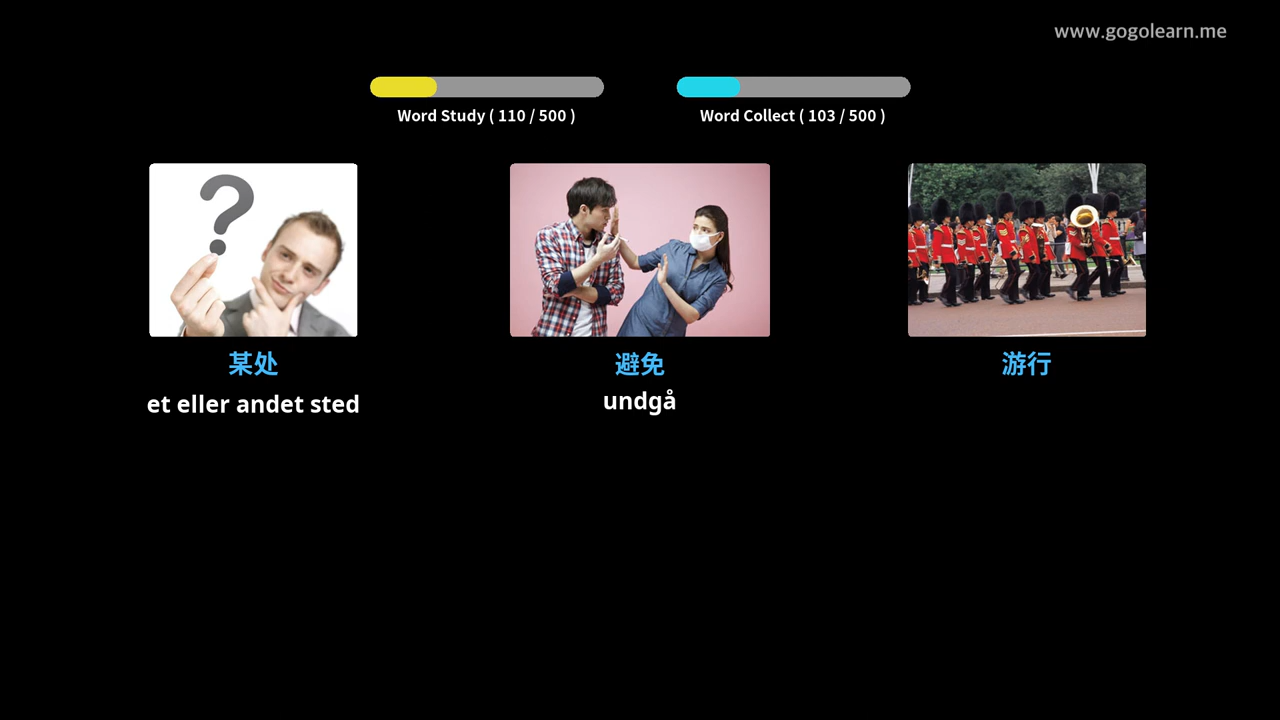 www.gogolearn.me
Word Study ( 110 / 500 )
Word Collect ( 103 / 500 )
?
某处
避免
游行
et eller andet sted
undgå